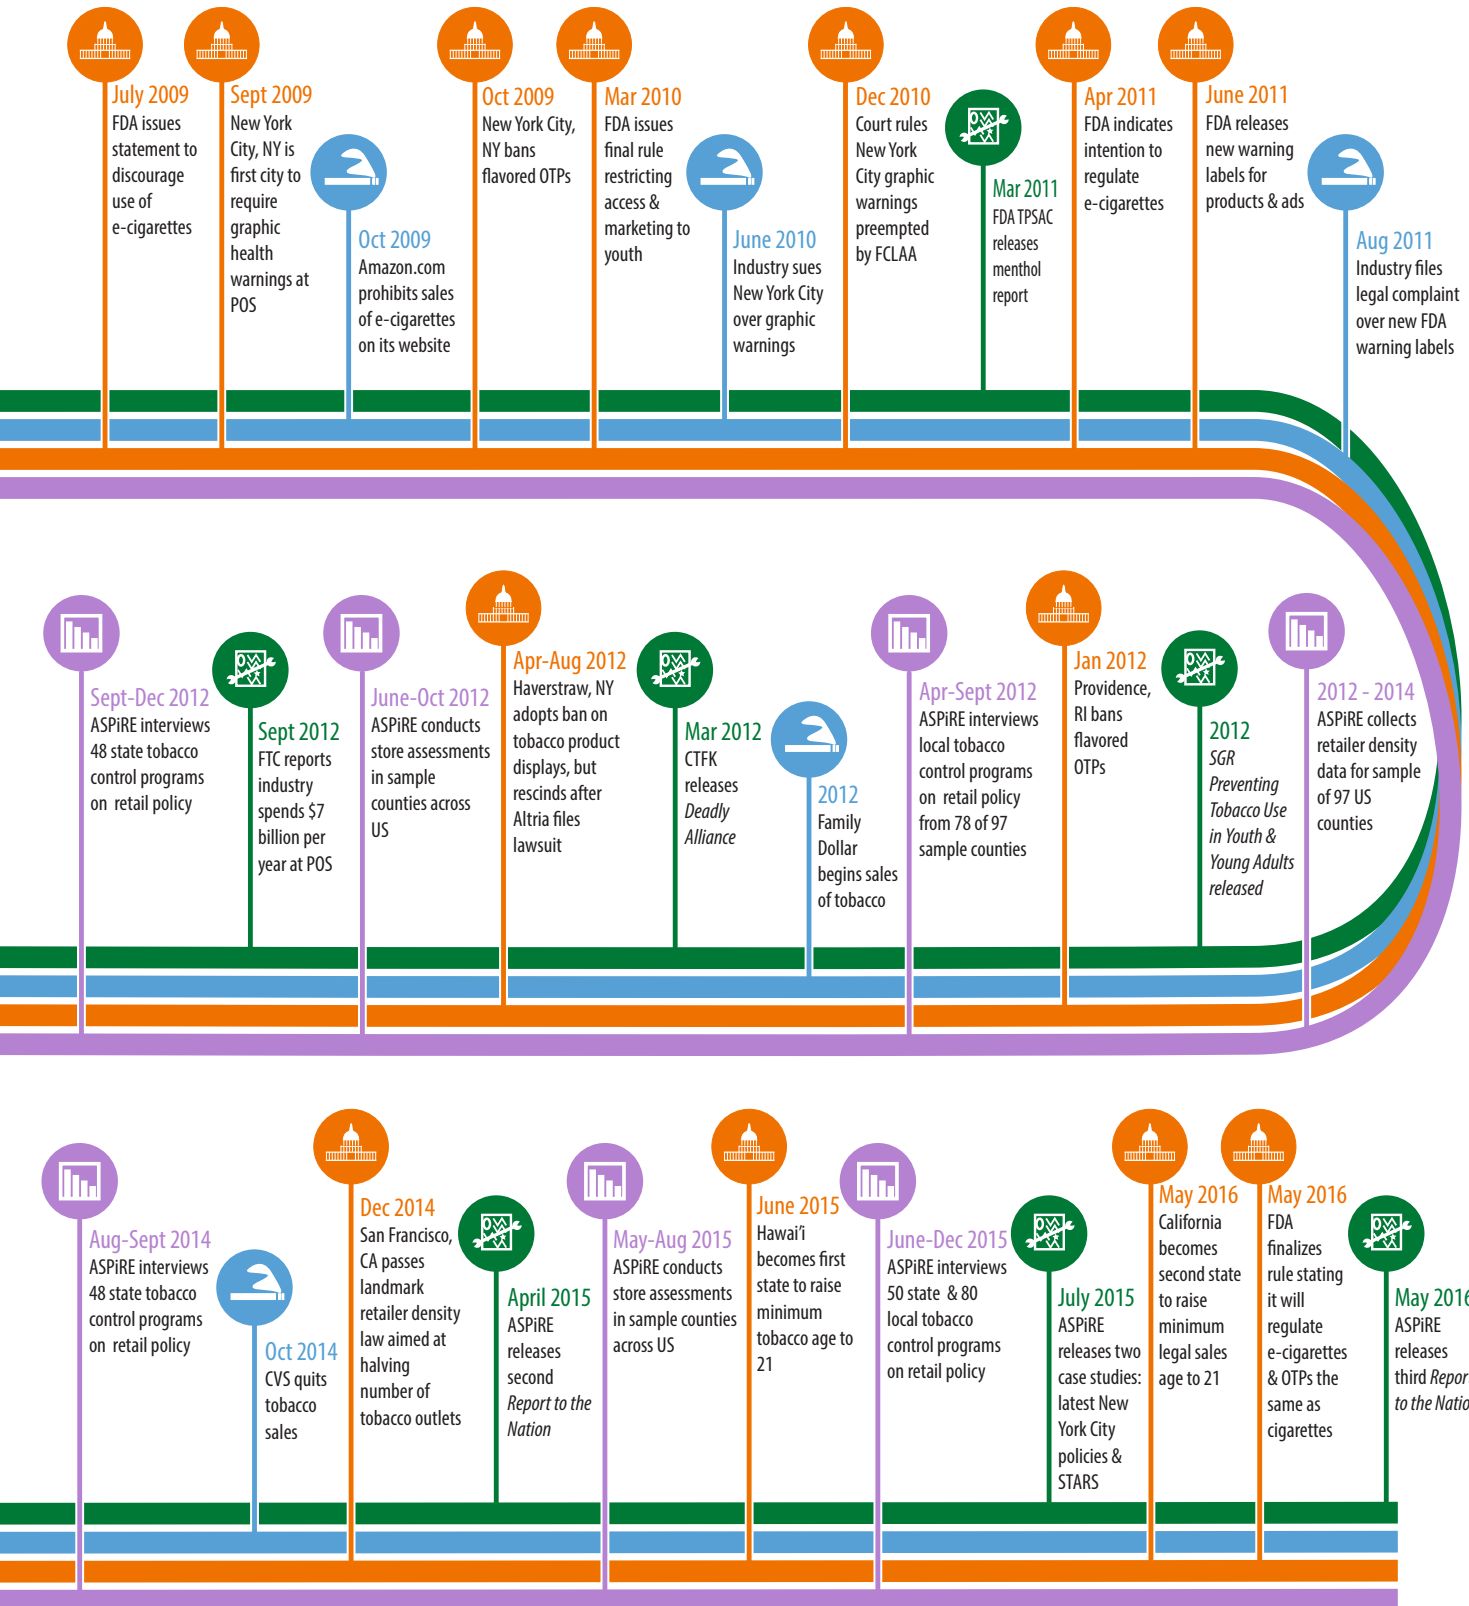 July 2009
FDA issues
statement to
discourage
use of
e-cigarettes
Sept 2009
New York
City, NY is
first city to
require
graphic
health
warnings at
POS
Oct 2009
Amazon.com
prohibits sales
of e-cigarettes
on its website
Oct 2009
New York City,
NY bans
flavored OTPs
Mar 2010
FDA issues
final rule
restricting
access &
marketing to
youth
June 2010
Industry sues
New York City
over graphic
warnings
Dec 2010
Court rules
New York
City graphic
warnings
preempted
by FCLAA
Mar 2011
FDA TPSAC
releases
menthol
report
Apr 2011
FDA indicates
intention to
regulate
e-cigarettes
June 2011
FDA releases
new warning
labels for
products & ads
Aug 2011
Industry files
legal complaint
over new FDA
warning labels
Sept-Dec 2012
ASPiRE interviews
48 state tobacco
control programs
on retail policy
Sept 2012
FTC reports
industry
spends $7
billion per
year at POS
June-Oct 2012
ASPiRE conducts
store assessments
in sample
counties across
US
Apr-Aug 2012
Haverstraw, NY
adopts ban on
tobacco product
displays, but
rescinds after
Altria files
lawsuit
Mar 2012
CTFK
releases
Deadly
Alliance
2012
Family
Dollar
begins sales
of tobacco
Apr-Sept 2012
ASPiRE interviews
local tobacco
control programs
on retail policy
from 78 of 97
sample counties
Jan 2012
Providence,
RI bans
flavored
OTPs
2012
SGR
Preventing
Tobacco Use
in Youth &
Young Adults
released
2012 - 2014
ASPiRE collects
retailer density
data for sample
of 97 US
counties
Aug-Sept 2014
ASPiRE interviews
48 state tobacco
control programs
on retail policy
Oct 2014
CVS quits
tobacco
sales
Dec 2014
San Francisco,
CA passes
landmark
retailer density
law aimed at
halving
number of
tobacco outlets
April 2015
ASPiRE
releases
second
Report to the
Nation
May-Aug 2015
ASPiRE conducts
store assessments
in sample counties
across US
June 2015
Hawai'i
becomes first
state to raise
minimum
tobacco age to
21
June-Dec 2015
ASPiRE interviews
50 state & 80
local tobacco
control programs
on retail policy
July 2015
ASPiRE
releases two
case studies:
latest New
York City
policies &
STARS
May 2016
California
becomes
second state
to raise
minimum
legal sales
age to 21
May 2016
FDA
finalizes
rule stating
it will
regulate
e-cigarettes
& OTPs the
same as
cigarettes
May 2016
ASPiRE
releases
third Repor
to the Natio